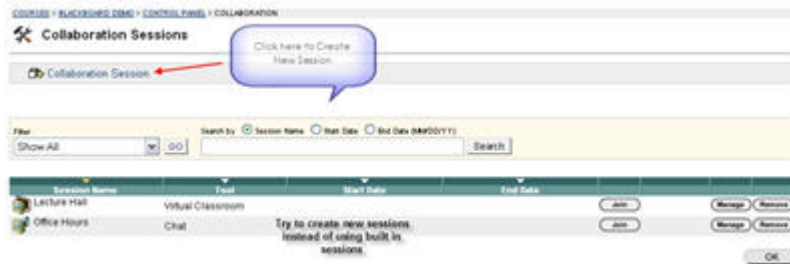 COURSES > BLACKBOARD DEMO > CONTROL PANEL > COLLABORATION
Collaboration Sessions
Click here to Create
New Session
Collaboration Session
Filter
Search by Session Name Start Date End Date (MM/DD/YY)
Show All GO Search
Session Name Tool Start Date End Date
Lecture Hall Virtual Classroom Join Manage Remove
Office Hours Chat Join Manage Remove
Try to create new sessions
instead of using built in
sessions
OK